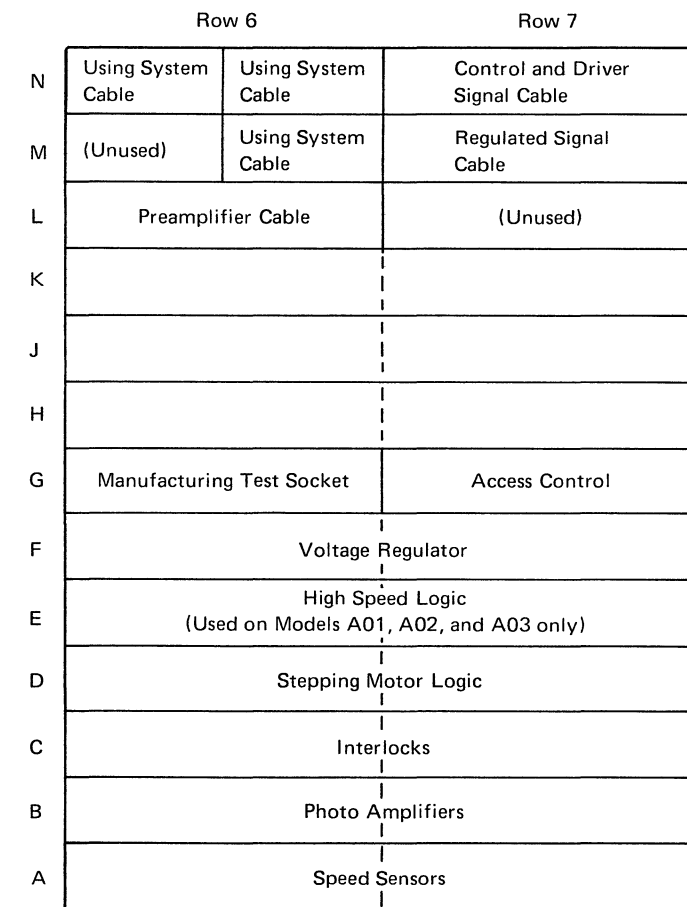 Row 6 Row 7
N Using System Using System Control and Driver
Cable Cable Signal Cable
M (Unused) Using System Regulated Signal
Cable Cable
L Preamplifier Cable (Unused)
K
J
H
G Manufacturing Test Socket Access Control
F Voltage Regulator
E High Speed Logic
(Used on Models A01, A02, and A03 only)
D Stepping Motor Logic
C Interlocks
B Photo Amplifiers
A Speed Sensors